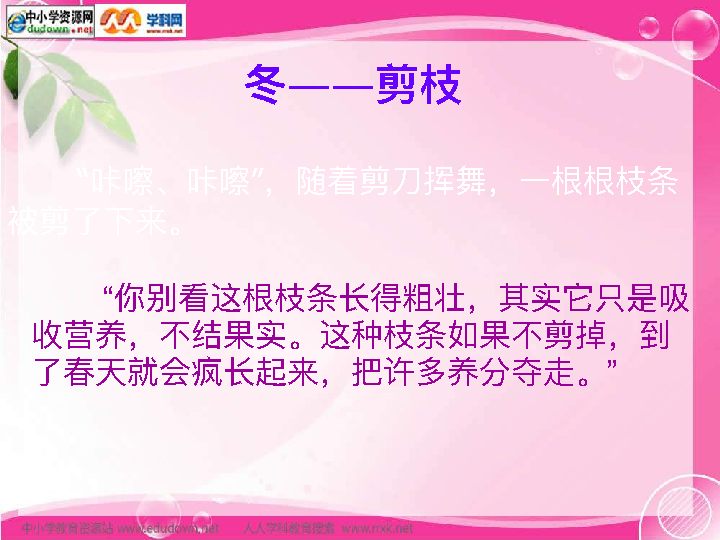 中小学资源网
edudown.net
学科网
www.nxk.net
冬——剪枝
“咔嚓、咔嚓”，随着剪刀挥舞，一根根枝条
被剪了下来。
“你别看这根枝条长得粗壮，其实它只是吸
收营养，不结果实。这种枝条如果不剪掉，到
了春天就会疯长起来，把许多养分夺走。”
中小学教育资源站 www.edudown.net 人人学科教育搜索 www.rrxk.net